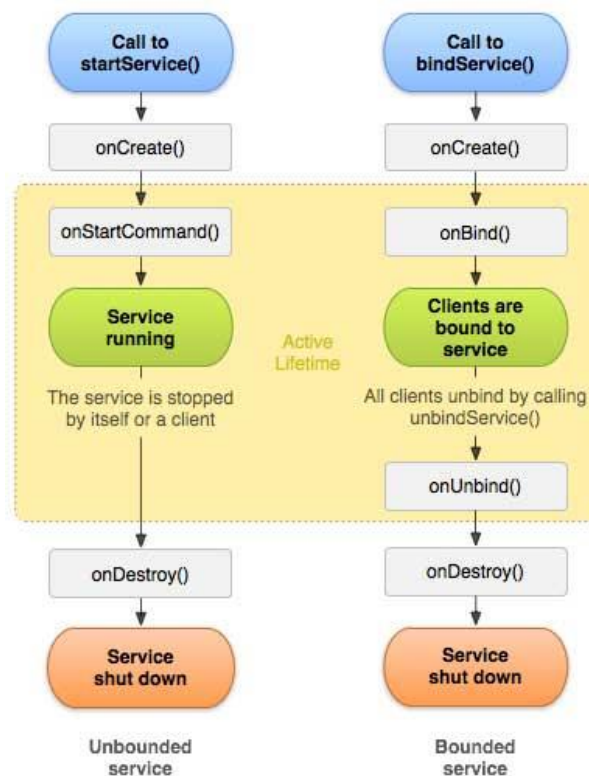 Call to
startService()
onCreate()
onStartCommand()
Service
running
The service is stopped
by itself or a client
onDestroy()
Service
shut down
Unbounded
service
Active
Lifetime
Call to
bindService()
onCreate()
onBind()
Clients are
bound to
service
All clients unbind by calling
unbindService()
onUnbind()
onDestroy()
Service
shut down
Bounded
service